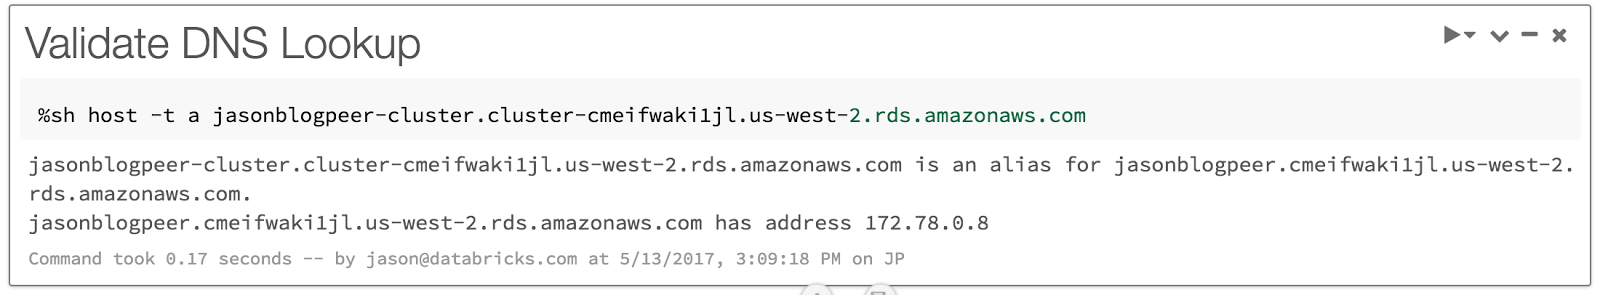 Validate DNS Lookup
%sh host -t a jasonblogpeer-cluster.cluster-cmeifwaki1jl.us-west-2.rds.amazonaws.com
jasonblogpeer-cluster.cluster-cmeifwaki1jl.us-west-2.rds.amazonaws.com is an alias for jasonblogpeer.cmeifwaki1jl.us-west-2.
rds.amazonaws.com.
jasonblogpeer.cmeifwaki1jl.us-west-2.rds.amazonaws.com has address 172.78.0.8
Command took 0.17 seconds -- by jason@databricks.com at 5/13/2017, 3:09:18 PM on JP